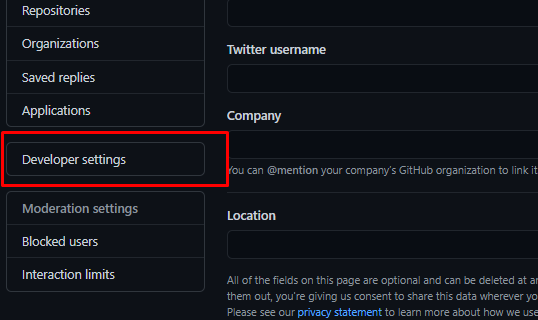 Repositories
Organizations
Saved replies
Applications
Developer settings
Moderation settings
Blocked users
Interaction limits
Twitter username
Company
You can @mention your company's GitHub organization to link it
Location
All of the fields on this page are optional and can be deleted at
them out, you're giving us consent to share this data wherever
Please see our privacy statement to learn more about how we use